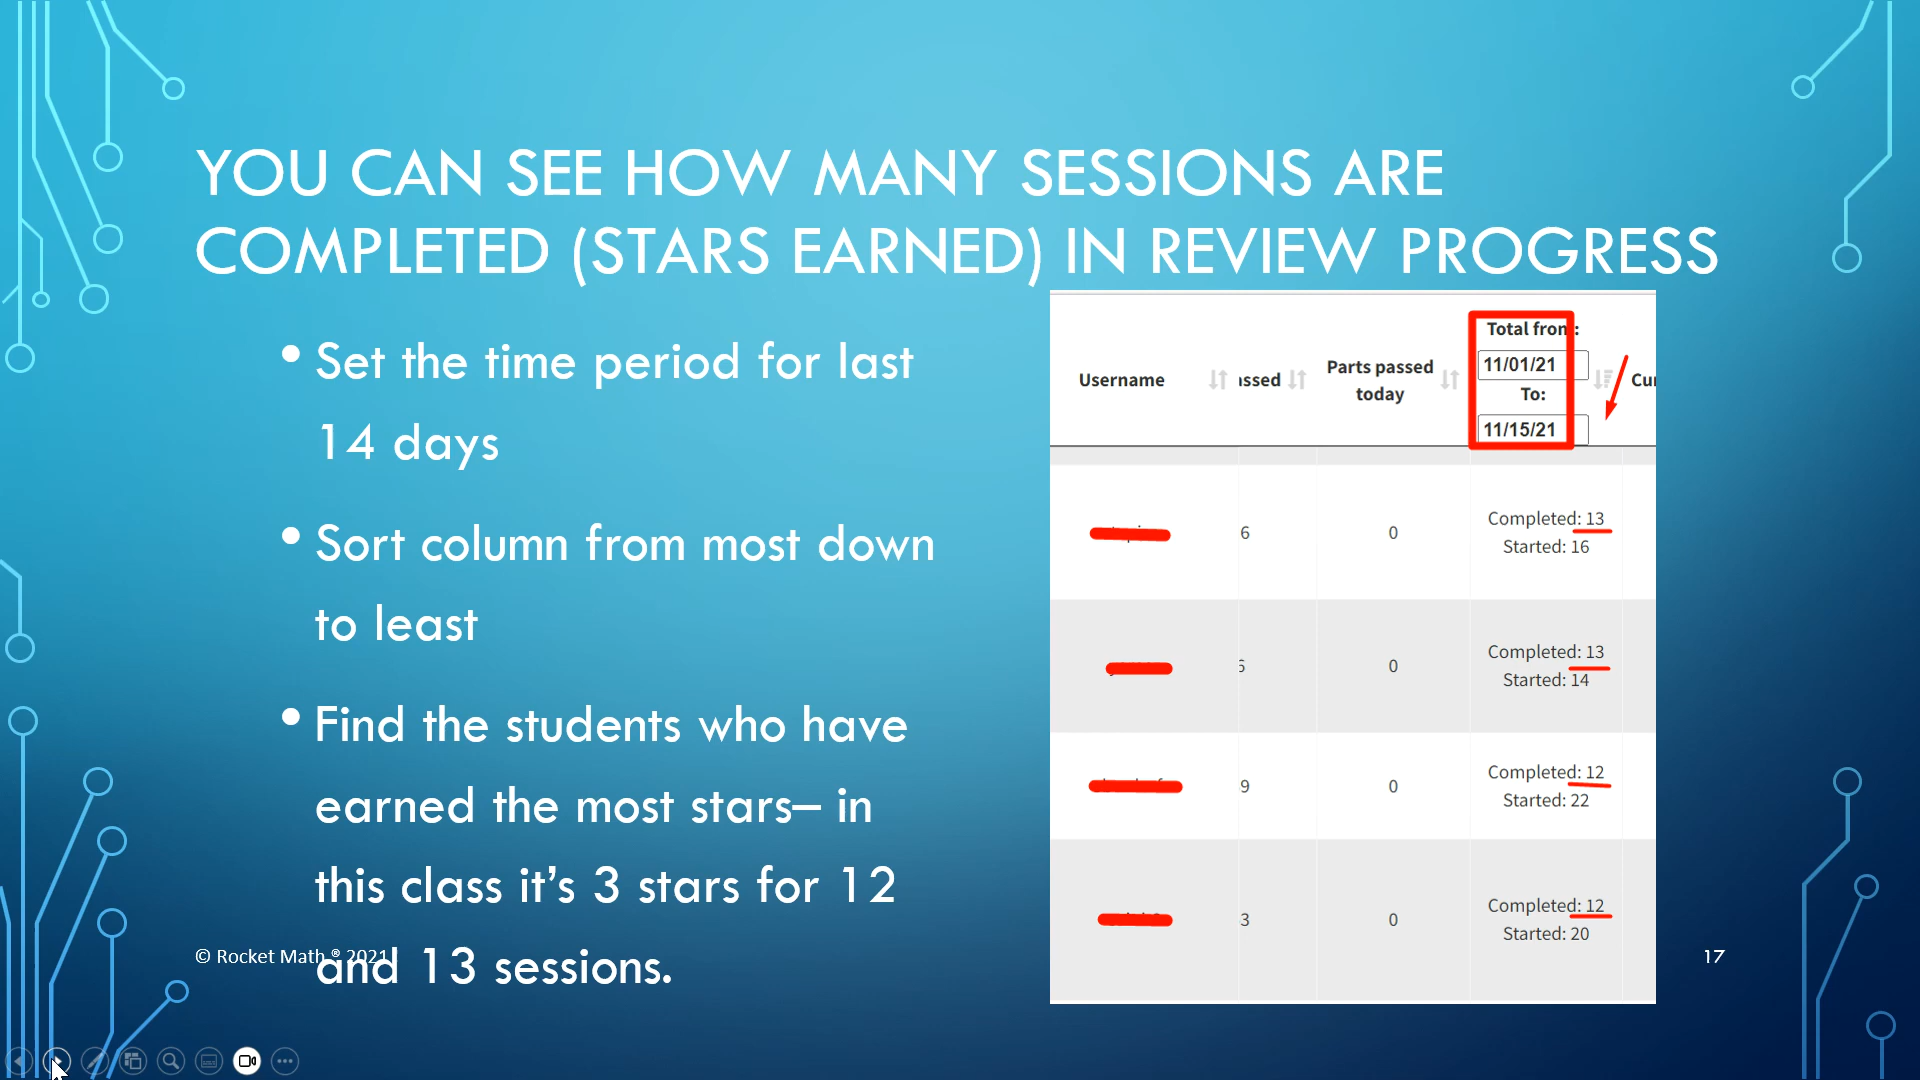 YOU CAN SEE HOW MANY SESSIONS ARE
COMPLETED (STARS EARNED) IN REVIEW PROGRESS
• Set the time period for last
14 days
• Sort column from most down
to least
• Find the students who have
earned the most stars– in
this class it’s 3 stars for 12
and 13 sessions.
Username
assed
Parts passed
today
Total from:
11/01/21
To:
11/15/21
Cur
6
0
Completed: 13
Started: 16
6
0
Completed: 13
Started: 14
9
0
Completed: 12
Started: 22
3
0
Completed: 12
Started: 20
© Rocket Math ® 2021
17